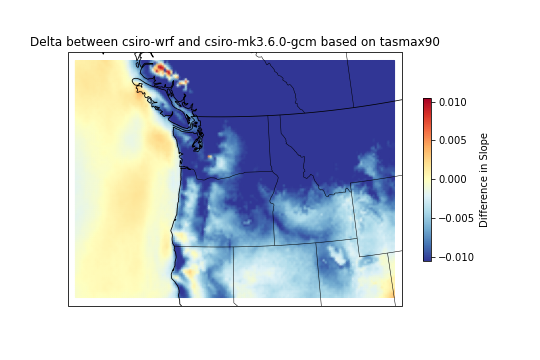 Delta between csiro-wrf and csiro-mk3.6.0-gcm based on tasmax90
0.010
0.005
0.000
−0.005
−0.010
Difference in Slope